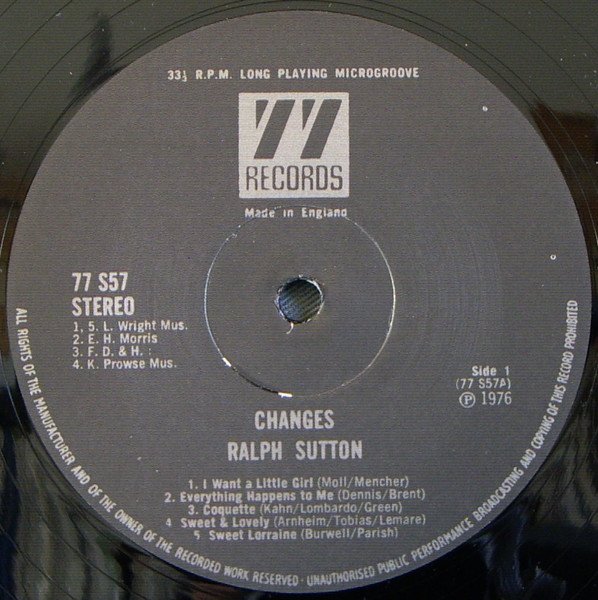 33⅓ R.P.M. LONG PLAYING MICROGROOVE
77
RECORDS
Made in England
77 S57
STEREO
1, 5. L. Wright Mus.
2. E. H. Morris
3. F. D. & H. :
4. K. Prowse Mus.
Side 1
(77 S57A)
Ⓟ 1976
CHANGES
RALPH SUTTON
1. I Want a Little Girl (Moll/Mencher)
2. Everything Happens to Me (Dennis/Brent)
3. Coquette (Kahn/Lombardo/Green)
4 Sweet & Lovely (Arnheim/Tobias/Lemare)
5. Sweet Lorraine (Burwell/Parish)
ALL RIGHTS OF THE MANUFACTURER AND OF THE OWNER OF THE RECORDED WORK RESERVED · UNAUTHORISED PUBLIC PERFORMANCE BROADCASTING AND COPYING OF THIS RECORD PROHIBITED